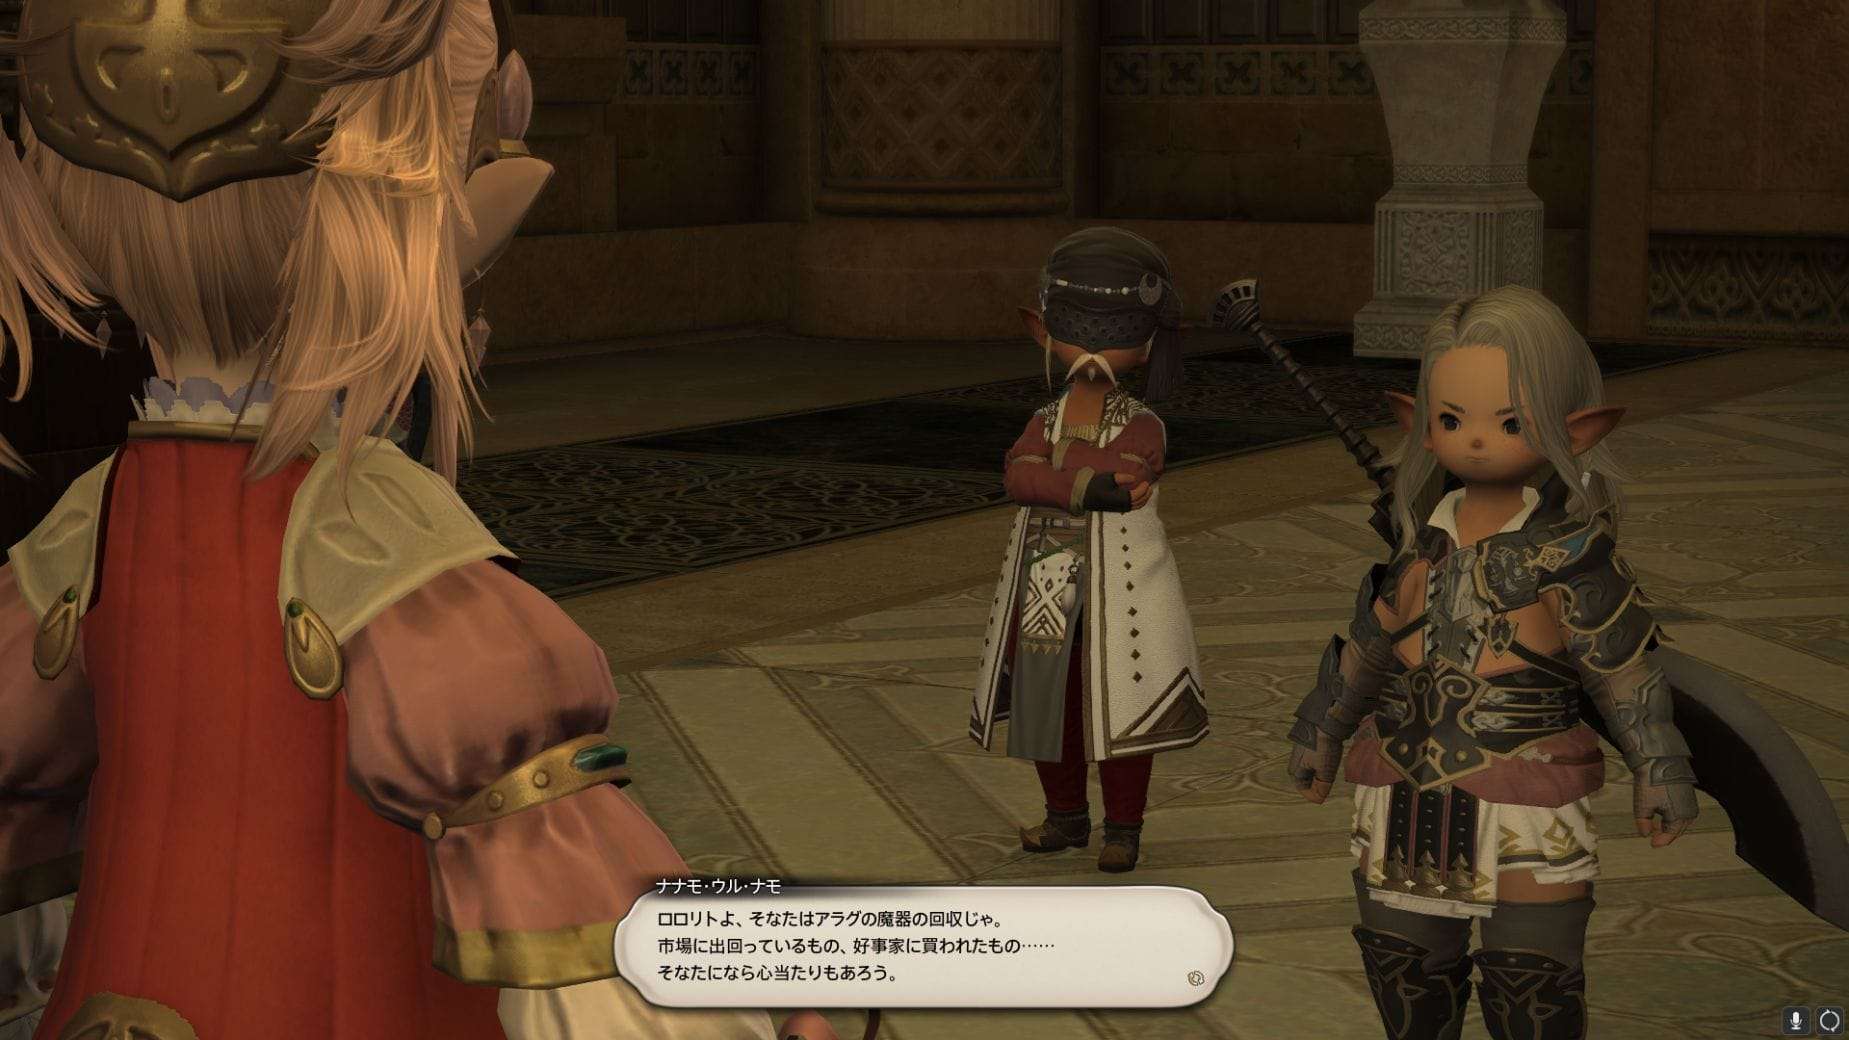 ナナモ・ウル・ナモ
ロロリトよ、そなたはアラグの魔器の回収じゃ。
市場に出回っているもの、好事家に買われたもの……
そなたになら心当たりもあろう。